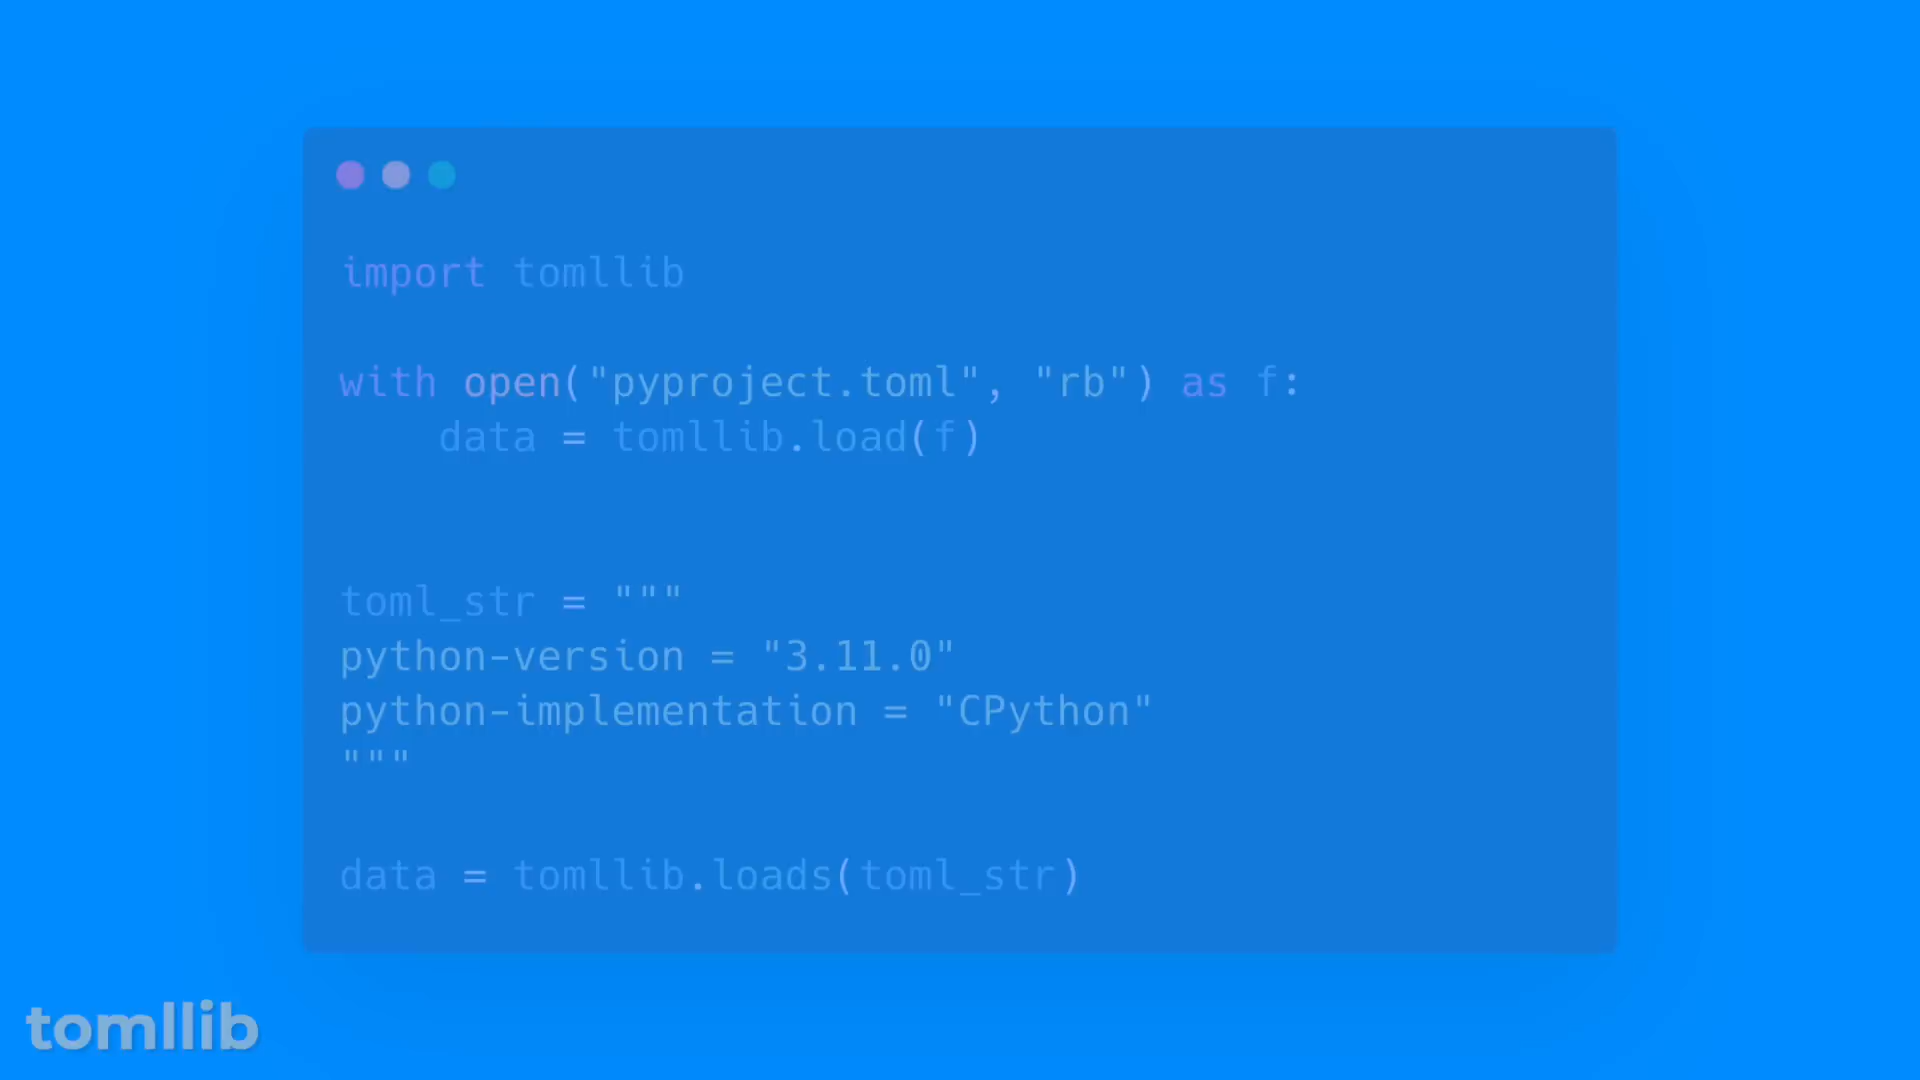 import tomllib
with open("pyproject.toml", "rb") as f:
    data = tomllib.load(f)
toml_str = """
python-version = "3.11.0"
python-implementation = "CPython"
"""
data = tomllib.loads(toml_str)
tomllib